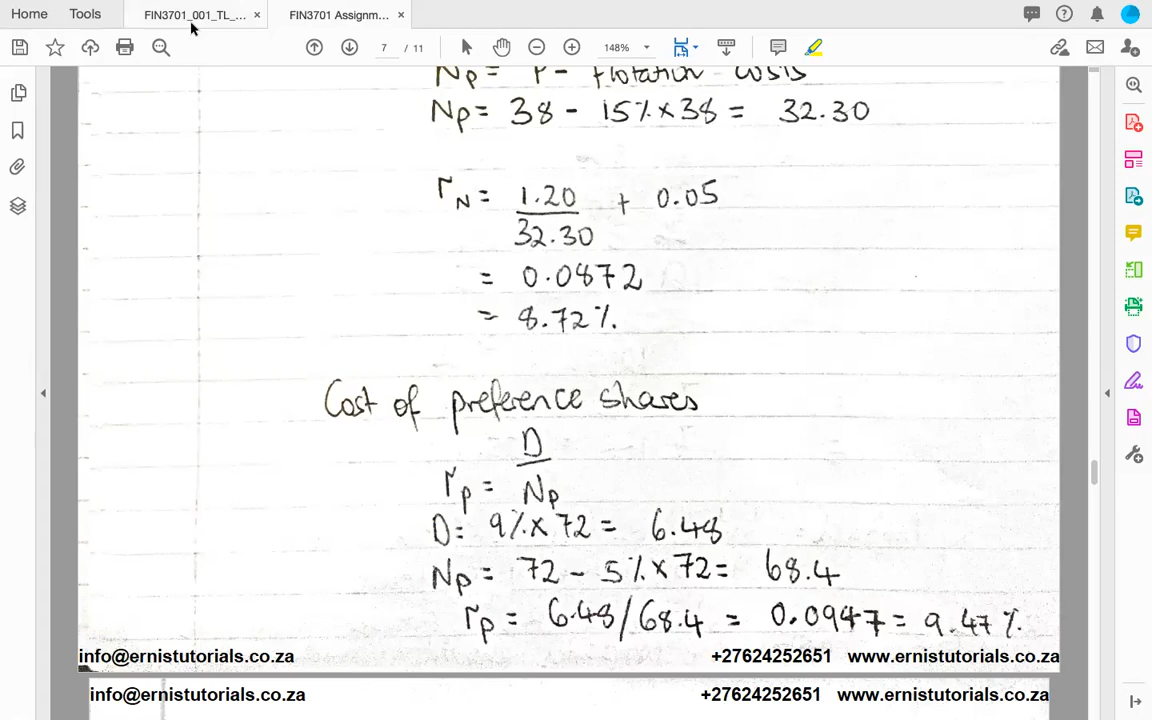 Home Tools FIN3701_001_TL_... × FIN3701 Assignm... ×
7 / 11 148%
Np = P - flotation costs
Np = 38 - 15% × 38 = 32.30
rN = 1.20 + 0.05
32.30
= 0.0872
= 8.72%.
Cost of preference shares
rp = D
Np
D = 9% × 72 = 6.48
Np = 72 - 5% × 72 = 68.4
rp = 6.48/68.4 = 0.0947 = 9.47%
info@ernistutorials.co.za +27624252651 www.ernistutorials.co.za
info@ernistutorials.co.za +27624252651 www.ernistutorials.co.za